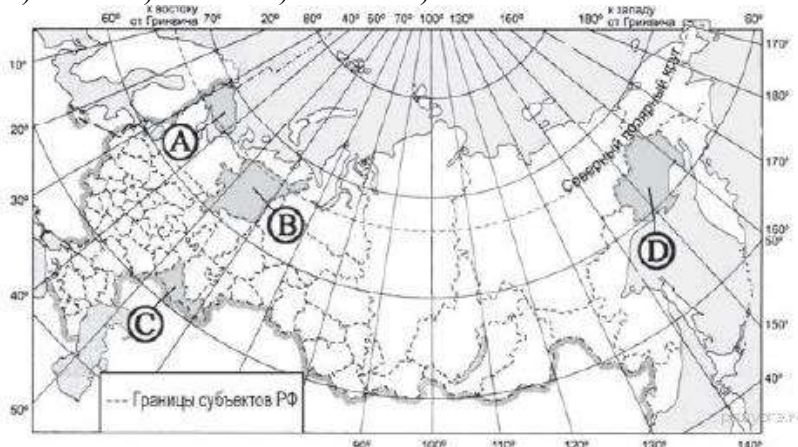 к востоку
от Гринвича
к западу
от Гринвича
60° 70° 20° 80° 40° 60° 70° 100° 130° 160° 180° 60°
10°
20°
30°
40°
50°
170°
180°
170°
160°
50°
150°
40°
Северный полярный круг
A
B
C
D
Границы субъектов РФ
90° 100° 110° 120° 130° 140°